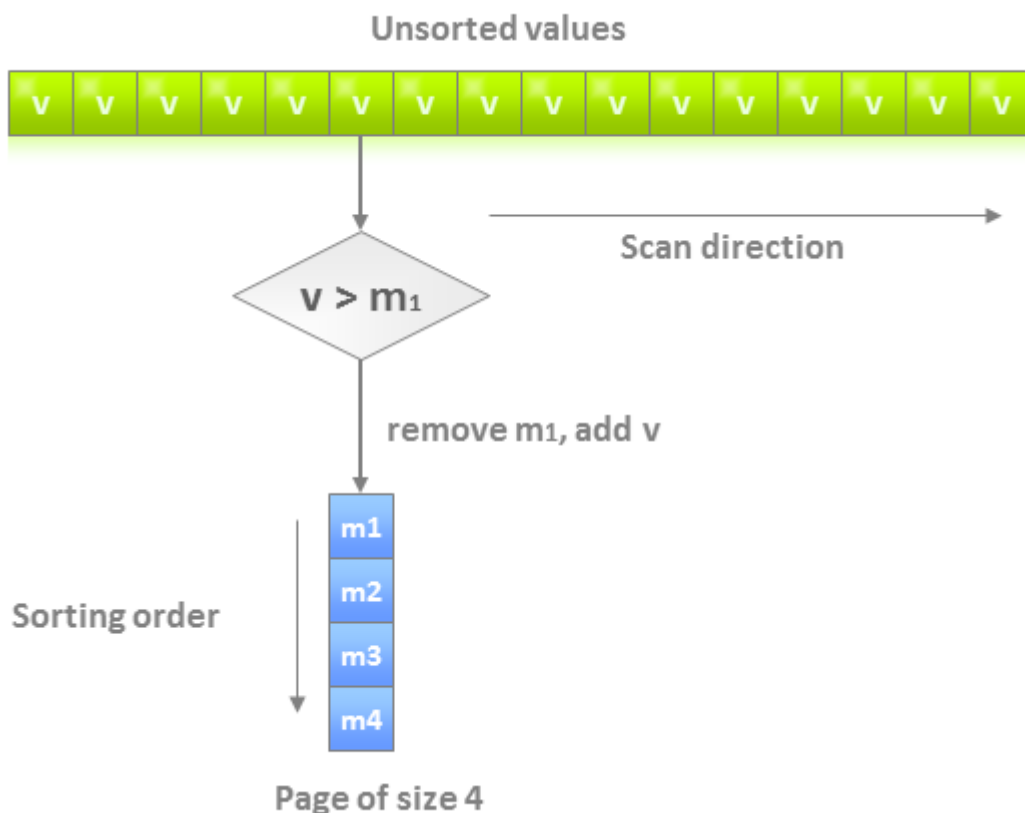 Unsorted values
v v v v v v v v v v v v v v v v
Scan direction
v > m₁
remove m1, add v
m1
m2
Sorting order
m3
m4
Page of size 4